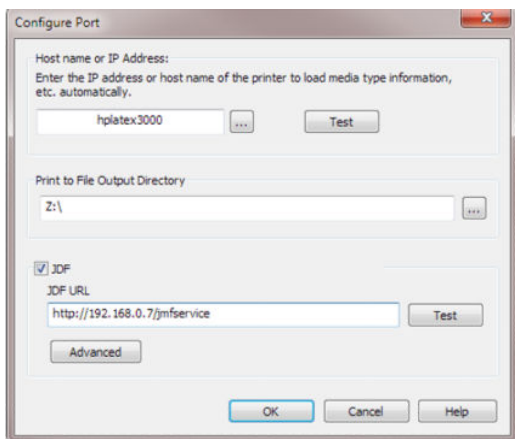 Configure Port
Host name or IP Address:
Enter the IP address or host name of the printer to load media type information,
etc. automatically.
hplatex3000
...
Test
Print to File Output Directory
Z:\
...
JDF
JDF URL
http://192.168.0.7/jmfservice
Test
Advanced
OK
Cancel
Help